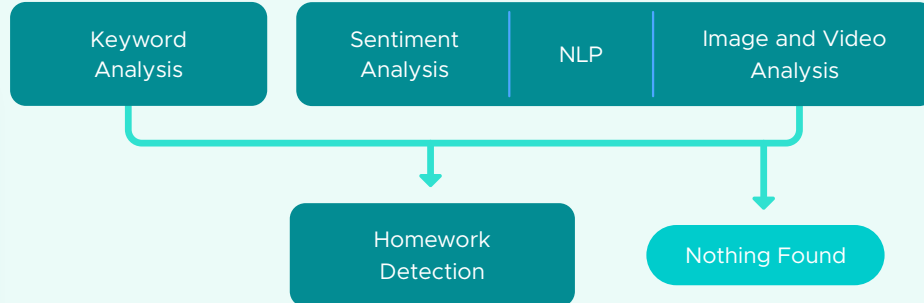 Keyword
Analysis
Sentiment
Analysis
NLP
Image and Video
Analysis
Homework
Detection
Nothing Found